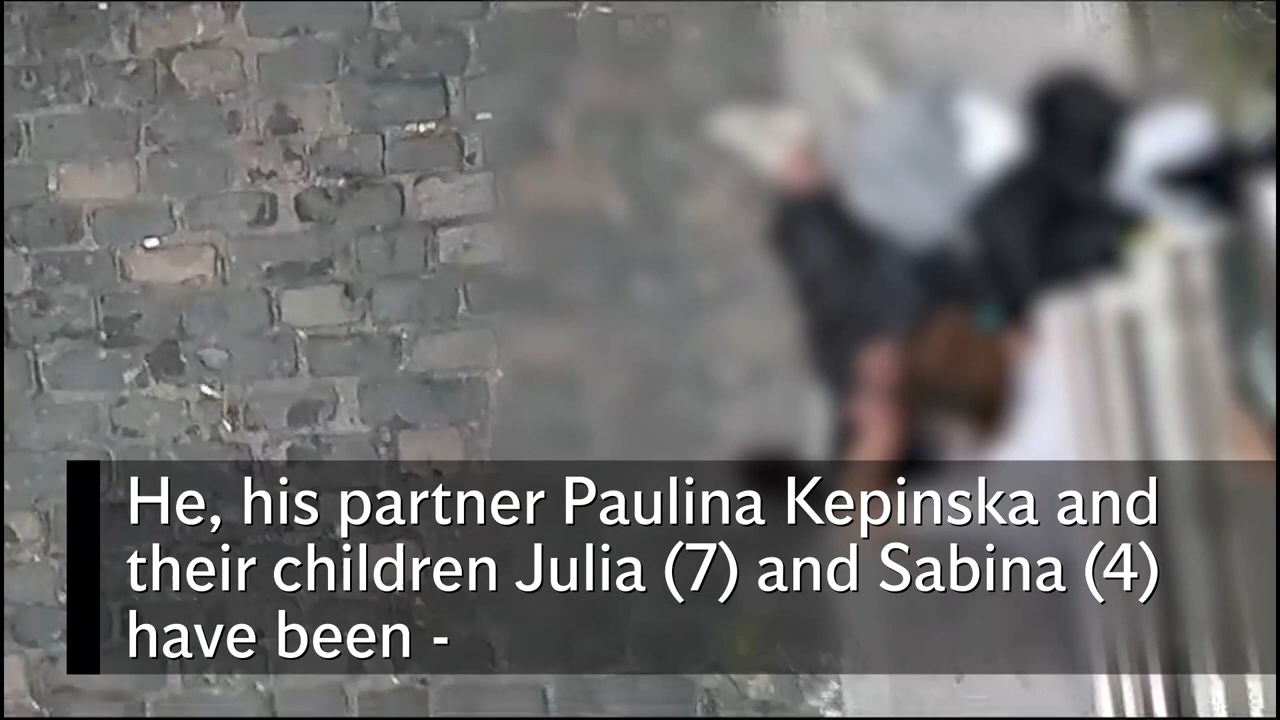 He, his partner Paulina Kepinska and
their children Julia (7) and Sabina (4)
have been -